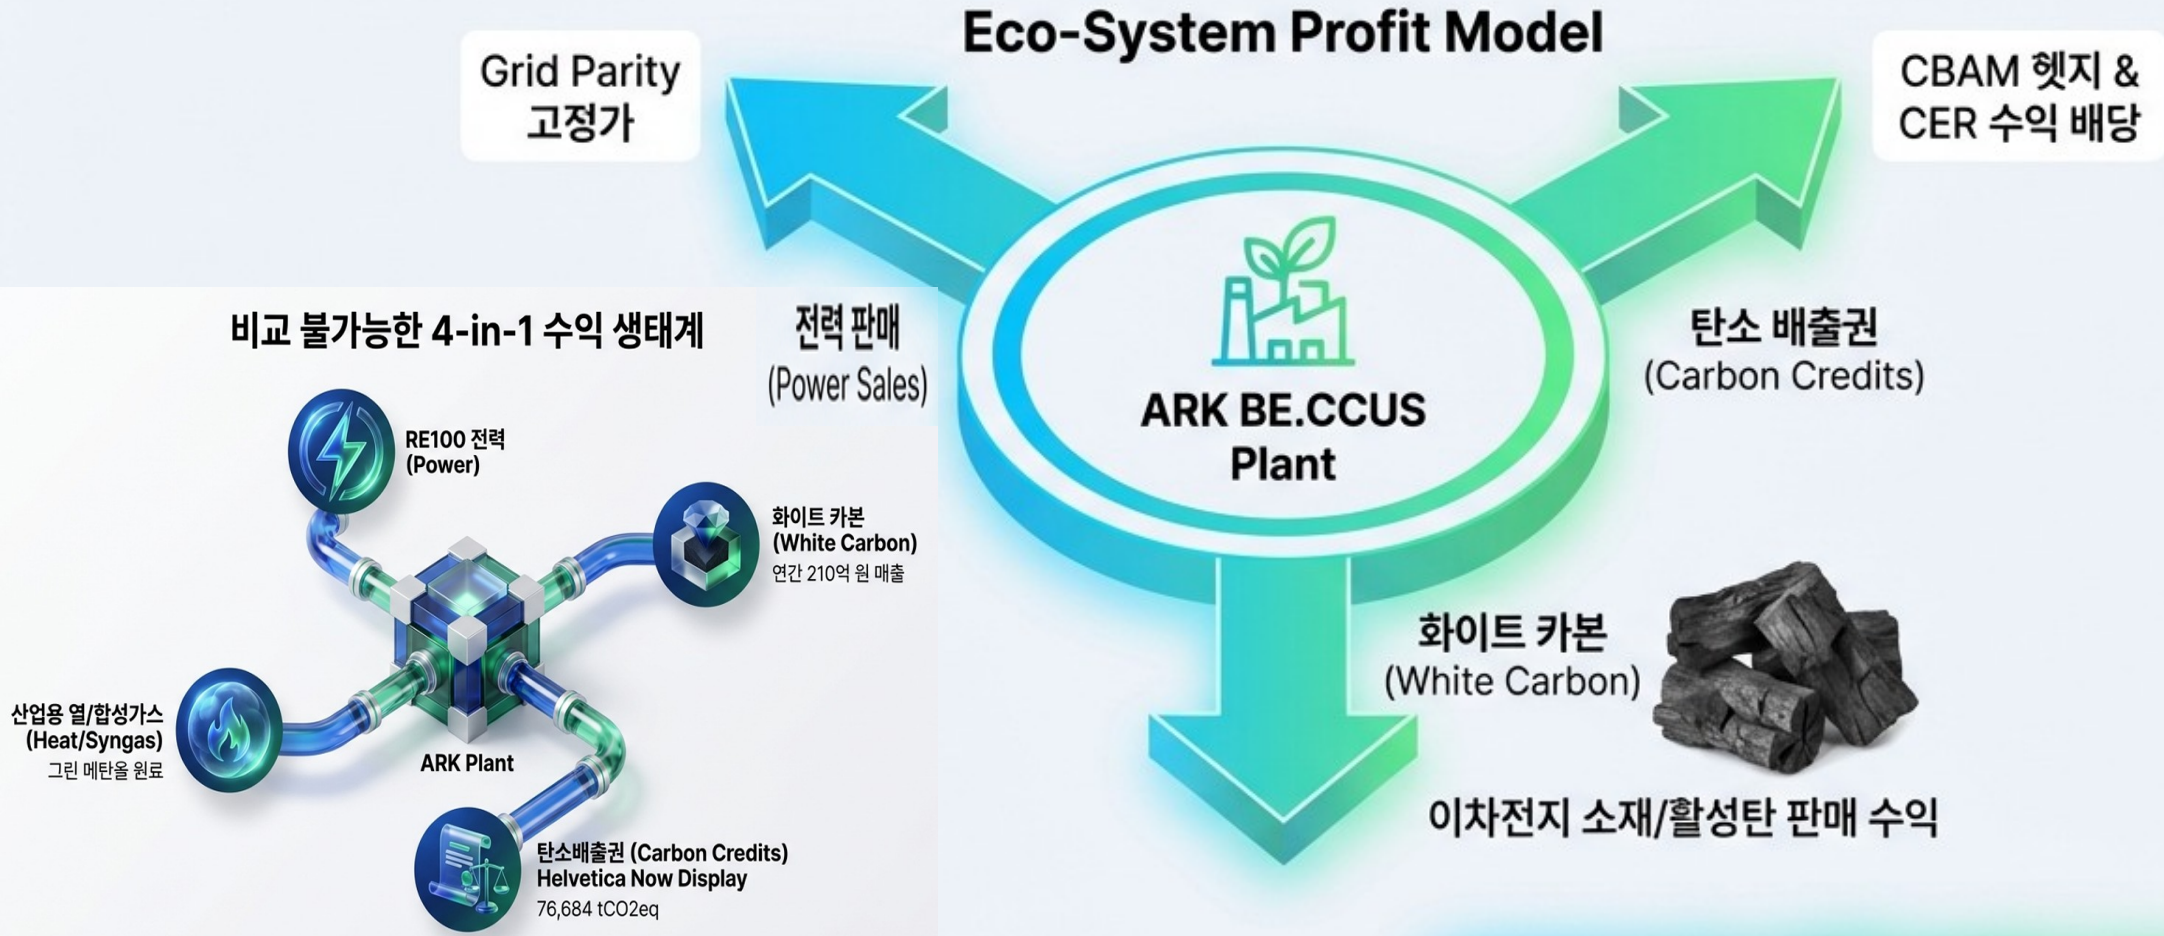 Eco-System Profit Model
Grid Parity
고정가
CBAM 헷지 &
CER 수익 배당
전력 판매
(Power Sales)
탄소 배출권
(Carbon Credits)
ARK BE.CCUS
Plant
화이트 카본
(White Carbon)
이차전지 소재/활성탄 판매 수익
비교 불가능한 4-in-1 수익 생태계
RE100 전력
(Power)
화이트 카본
(White Carbon)
연간 210억 원 매출
산업용 열/합성가스
(Heat/Syngas)
그린 메탄올 원료
ARK Plant
탄소배출권 (Carbon Credits)
Helvetica Now Display
76,684 tCO2eq